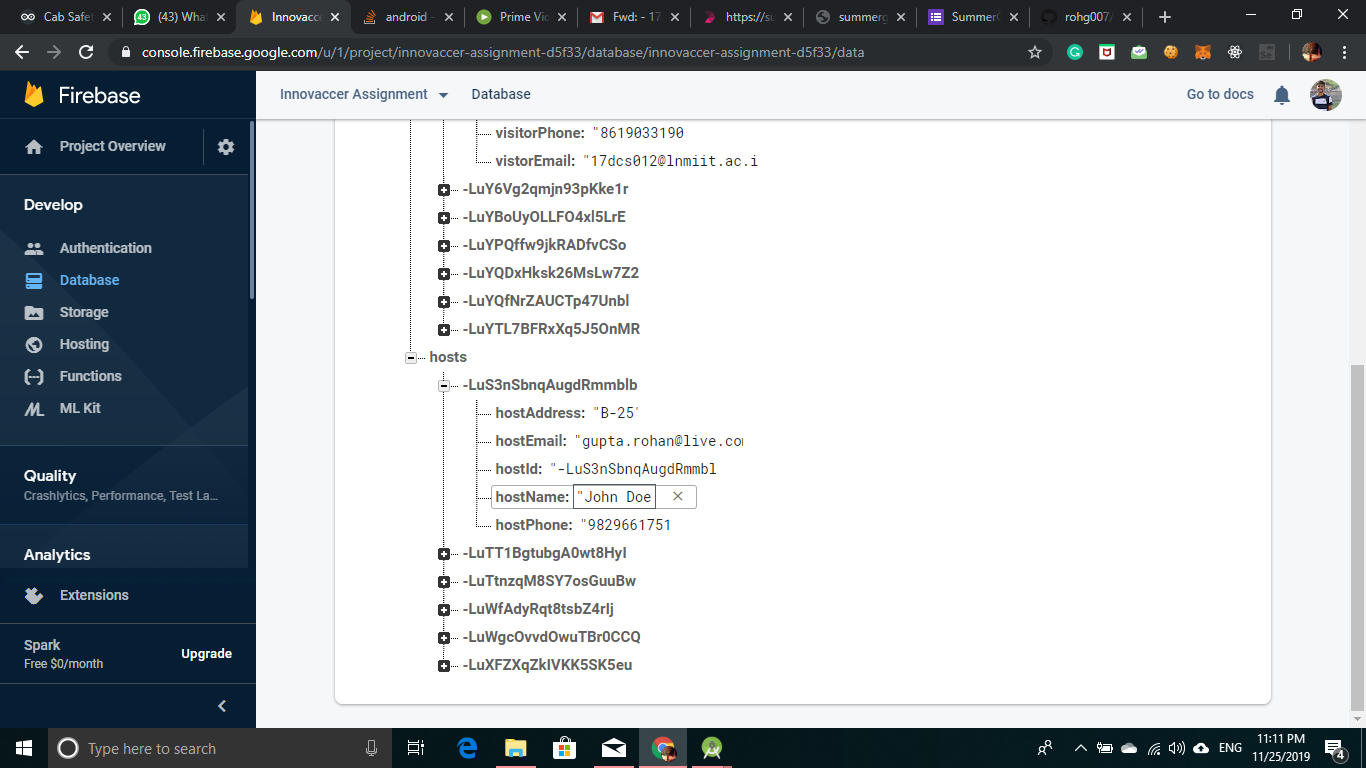 Cab Safet
(43) What
Innovacce
android -
Prime Vid
Fwd: - 17
https://su
summerg
Summer
rohg007/
console.firebase.google.com/u/1/project/innovaccer-assignment-d5f33/database/innovaccer-assignment-d5f33/data
Firebase
Innovaccer Assignment
Database
Go to docs
Project Overview
Develop
Authentication
Database
Storage
Hosting
Functions
ML Kit
Quality
Crashlytics, Performance, Test La...
Analytics
Extensions
Spark
Free $0/month
Upgrade
visitorPhone: "8619033190
vistorEmail: "17dcs012@lnmiit.ac.i
-LuY6Vg2qmjn93pKke1r
-LuYBoUyOLLFO4xl5LrE
-LuYPQffw9jkRADfvCSo
-LuYQDxHksk26MsLw7Z2
-LuYQfNrZAUCTp47Unbl
-LuYTL7BFRxXq5J5OnMR
hosts
-LuS3nSbnqAugdRmmblb
hostAddress: "B-25"
hostEmail: "gupta.rohan@live.com
hostId: "-LuS3nSbnqAugdRmmbl
hostName: "John Doe
hostPhone: "9829661751
-LuTT1BgtubgA0wt8HyI
-LuTtnzqM8SY7osGuuBw
-LuWfAdyRqt8tsbZ4rIj
-LuWgcOvvdOwuTBr0CCQ
-LuXFZXqZkIVKK5SK5eu
Type here to search
ENG
11:11 PM
11/25/2019
4